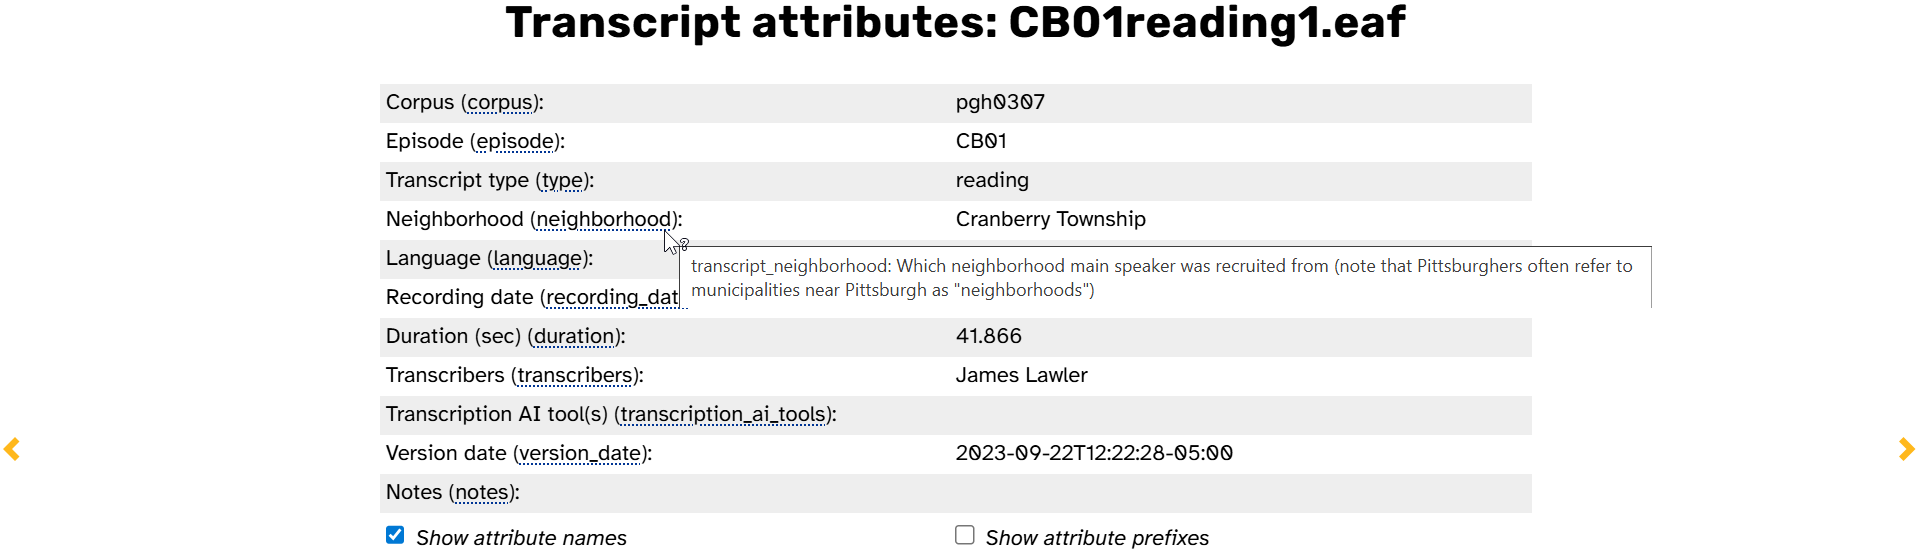 Transcript attributes: CB01reading1.eaf
Corpus (corpus): pgh0307
Episode (episode): CB01
Transcript type (type): reading
Neighborhood (neighborhood): Cranberry Township
Language (language):
transcript_neighborhood: Which neighborhood main speaker was recruited from (note that Pittsburghers often refer to
municipalities near Pittsburgh as "neighborhoods")
Recording date (recording_dat
Duration (sec) (duration): 41.866
Transcribers (transcribers): James Lawler
Transcription AI tool(s) (transcription_ai_tools):
Version date (version_date): 2023-09-22T12:22:28-05:00
Notes (notes):
Show attribute names Show attribute prefixes